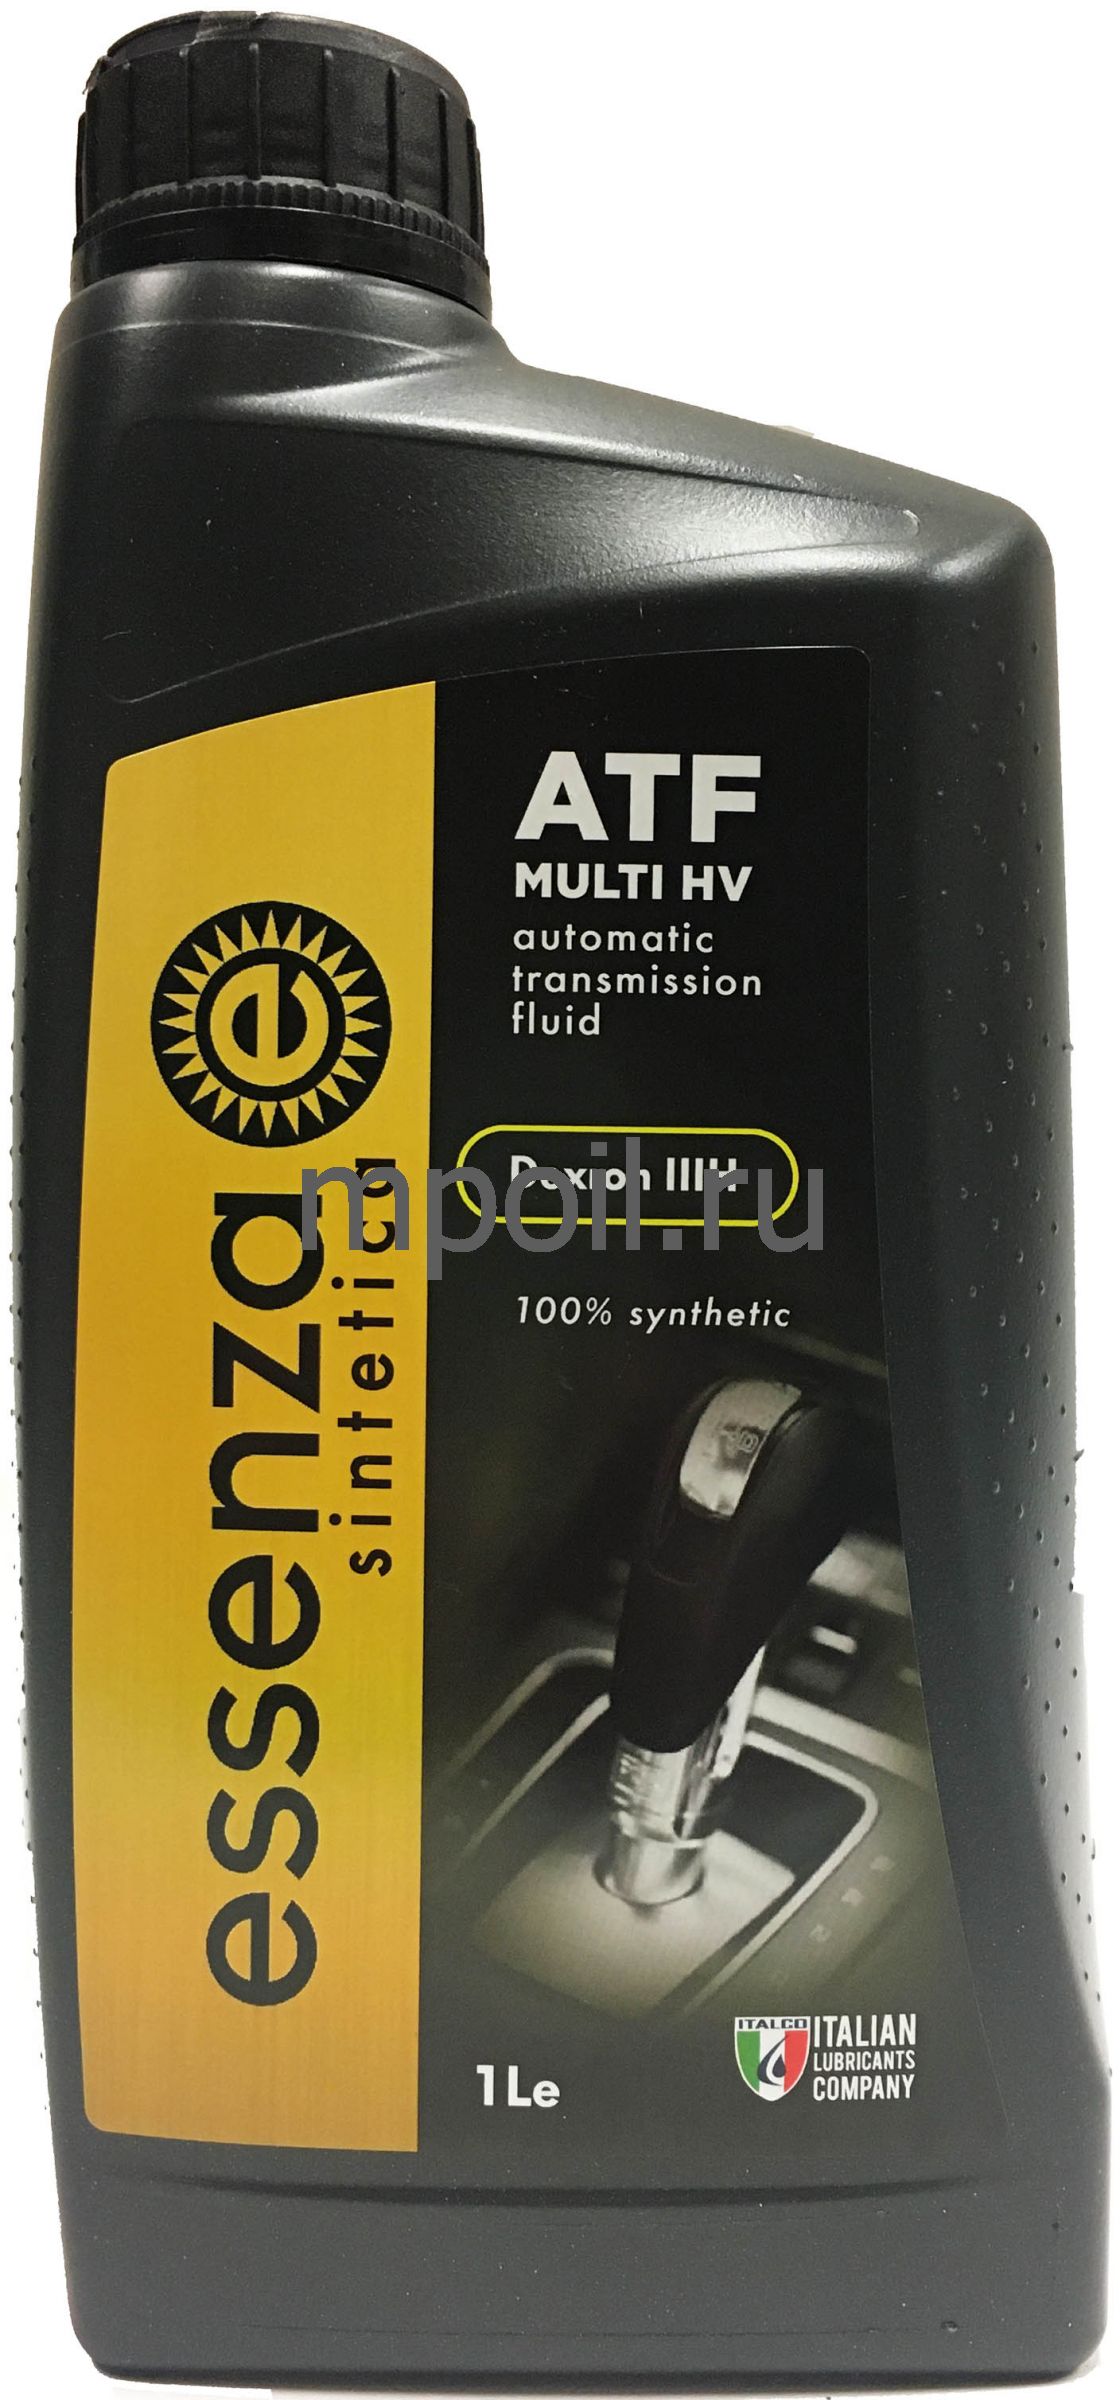 ATF
MULTI HV
automatic
transmission
fluid
Dexron IIIH
mpoil.ru
100% synthetic
essenza
sintetica
e
1Le
ITALCO
ITALIAN
LUBRICANTS
COMPANY